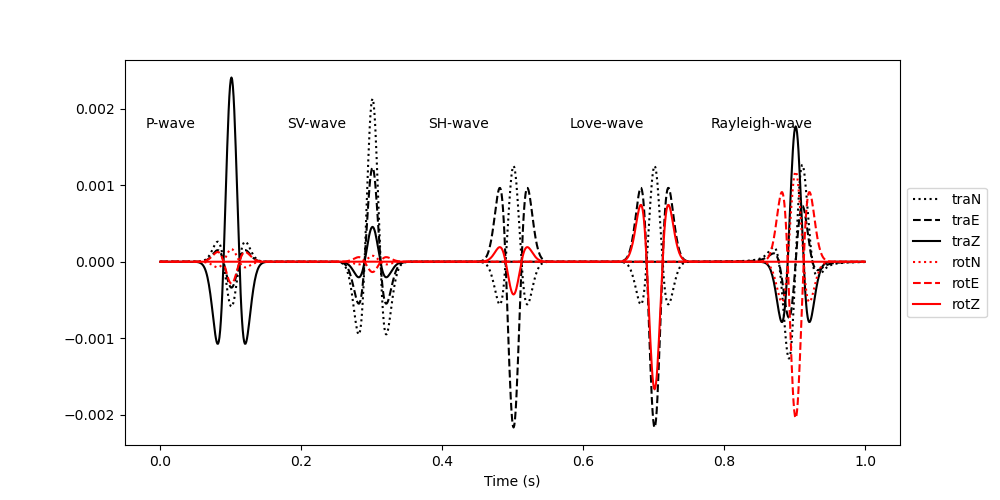 P-wave
SV-wave
SH-wave
Love-wave
Rayleigh-wave
0.002
0.001
0.000
−0.001
−0.002
0.0
0.2
0.4
0.6
0.8
1.0
Time (s)
traN
traE
traZ
rotN
rotE
rotZ